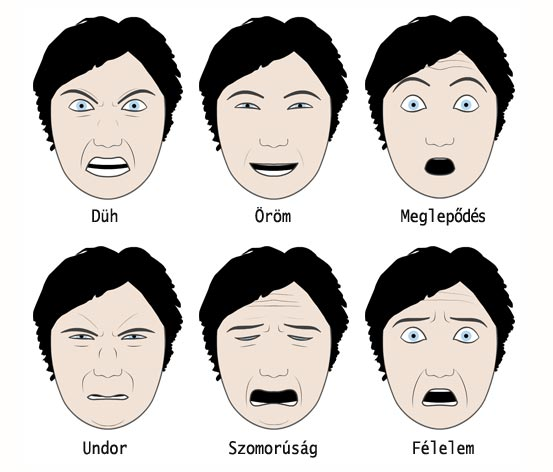 Düh Öröm Meglepődés
Undor Szomorúság Félelem